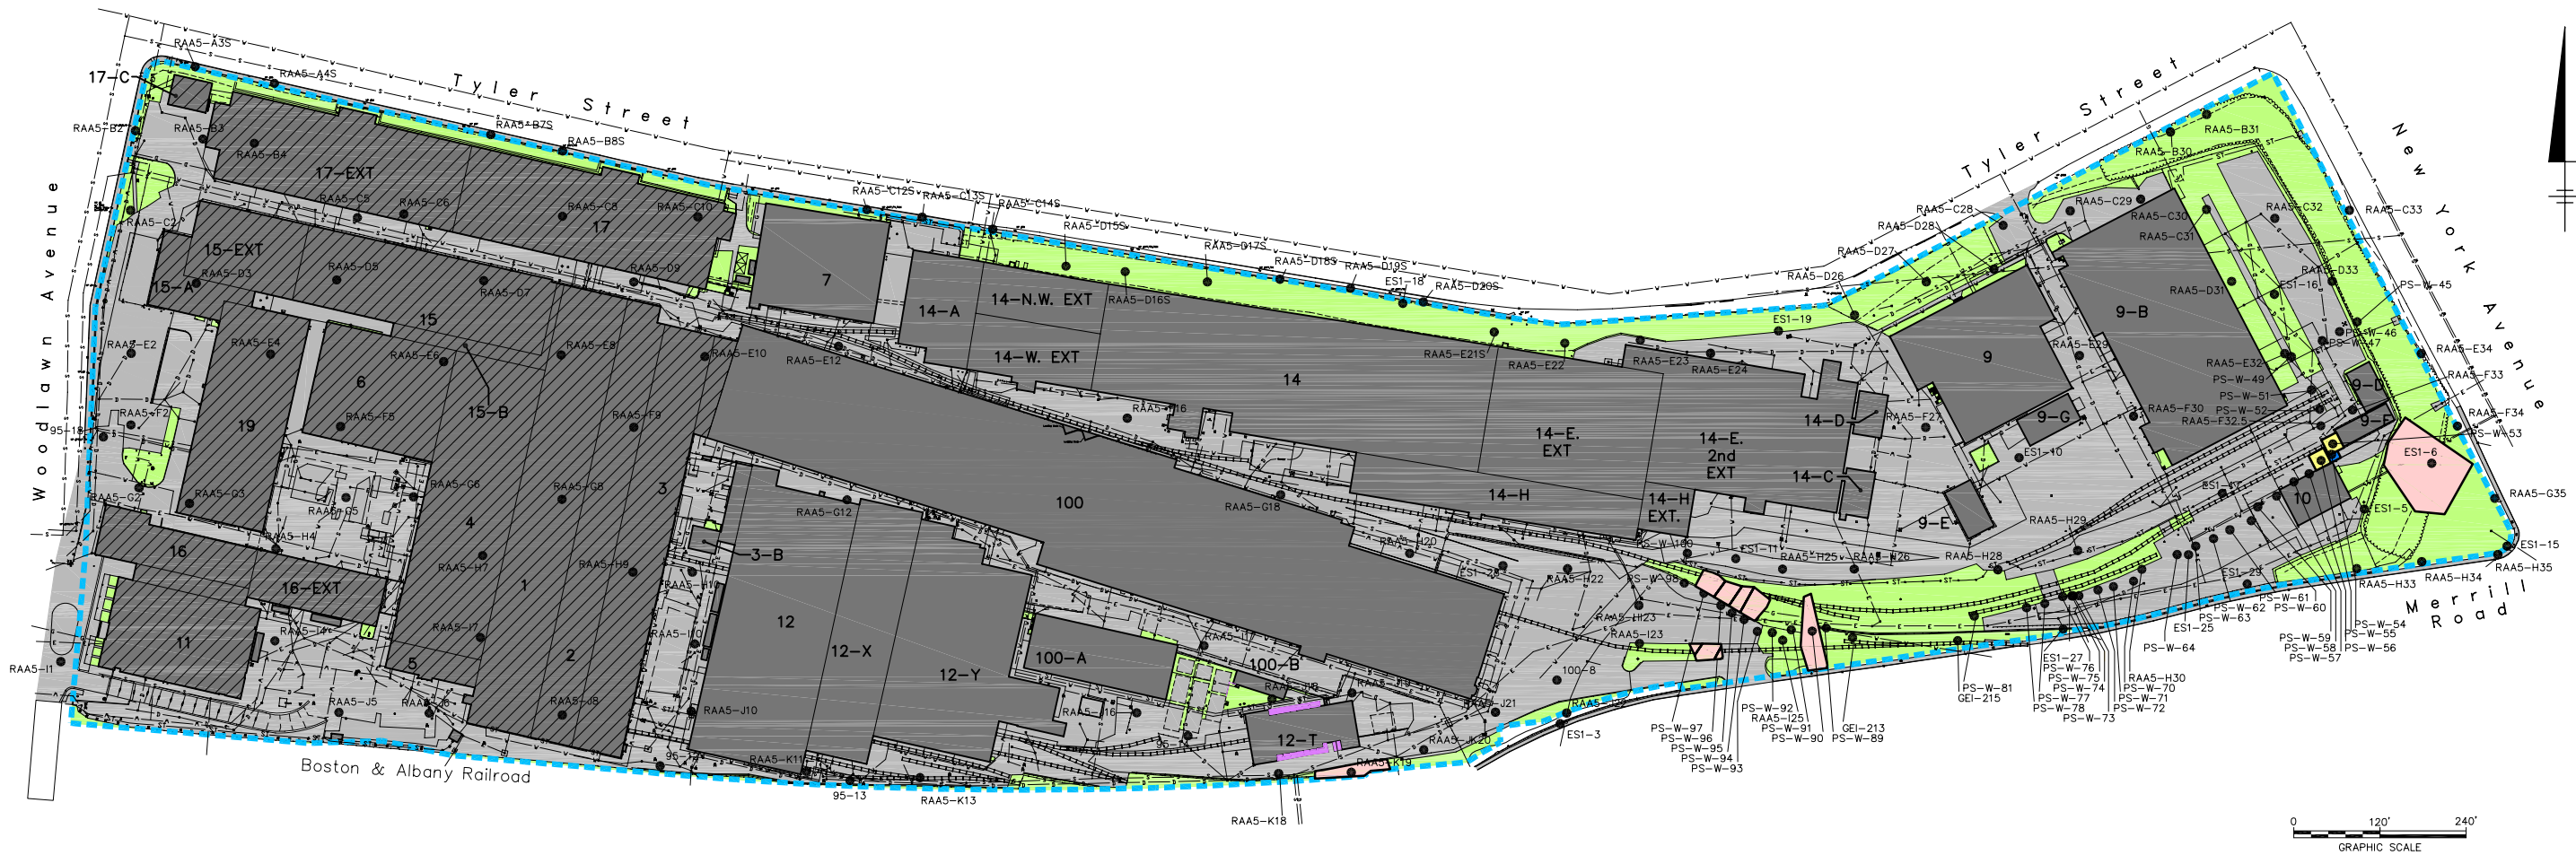 Tyler Street
Tyler Street
New York Avenue
Woodlawn Avenue
Boston & Albany Railroad
Merrill
Road
RAA5-A3S
RAA5-A4S
17-C
RAA5-B2
RAA5-B3
RAA5-B4
RAA5-B7S
RAA5-B8S
17-EXT
RAA5-C2
RAA5-C5
RAA5-C6
RAA5-C8
RAA5-C10
17
RAA5-C12S
RAA5-C13S
RAA5-C14S
15-EXT
15-A
RAA5-D3
RAA5-D5
RAA5-D7
RAA5-D9
7
RAA5-D15S
RAA5-D16S
RAA5-D17S
RAA5-D18S
RAA5-D19S
ES1-18
RAA5-D20S
14-A
14-N.W. EXT
14-W. EXT
14
15
15-B
RAA5-E2
RAA5-E4
RAA5-E6
RAA5-E8
RAA5-E10
RAA5-E12
RAA5-E21S
RAA5-E22
RAA5-E23
RAA5-E24
ES1-19
RAA5-D26
RAA5-D27
RAA5-D28
RAA5-C28
RAA5-C29
RAA5-B30
RAA5-B31
RAA5-C30
RAA5-C31
RAA5-C32
RAA5-C33
RAA5-D31
RAA5-D33
ES1-16
PS-W-45
PS-W-46
PS-W-47
RAA5-E29
RAA5-E32
RAA5-E34
PS-W-49
PS-W-51
PS-W-52
RAA5-F30
RAA5-F32.5
RAA5-F33
RAA5-F34
PS-W-53
9
9-B
9-D
9-F
9-G
9-E
10
6
19
RAA5-F2
95-18
RAA5-F5
RAA5-F9
RAA5-F27
14-D
14-C
14-E.
EXT
14-E.
2nd
EXT
14-H
14-H
EXT.
RAA5-G2
RAA5-G3
RAA5-G5
RAA5-G6
RAA5-G8
RAA5-G12
RAA5-G18
RAA5-G35
ES1-10
ES1-6
ES1-5
ES1-15
3
4
1
2
5
3-B
100
16
16-EXT
11
RAA5-H4
RAA5-H7
RAA5-H9
RAA5-H10
RAA5-H20
RAA5-H22
RAA5-H23
PS-W-100
PS-W-98
ES1-11
RAA5-H25
RAA5-H26
RAA5-H28
RAA5-H29
RAA5-H33
RAA5-H34
RAA5-H35
ES1-29
RAA5-I1
RAA5-I4
RAA5-I7
RAA5-I10
RAA5-I17
RAA5-I23
12
12-X
12-Y
100-A
100-B
12-T
100-8
RAA5-J5
RAA5-J8
RAA5-J10
ES1-3
RAA5-K11
95-13
RAA5-K13
RAA5-K18
RAA5-K19
PS-W-97
PS-W-96
PS-W-95
PS-W-94
PS-W-93
PS-W-92
RAA5-I25
PS-W-91
PS-W-90
GEI-213
PS-W-89
PS-W-81
GEI-215
ES1-27
PS-W-76
PS-W-75
PS-W-74
PS-W-77
PS-W-78
PS-W-73
RAA5-H30
PS-W-70
PS-W-71
PS-W-72
PS-W-64
ES1-25
PS-W-63
PS-W-62
PS-W-61
PS-W-60
PS-W-59
PS-W-58
PS-W-57
PS-W-54
PS-W-55
PS-W-56
0 120' 240'
GRAPHIC SCALE